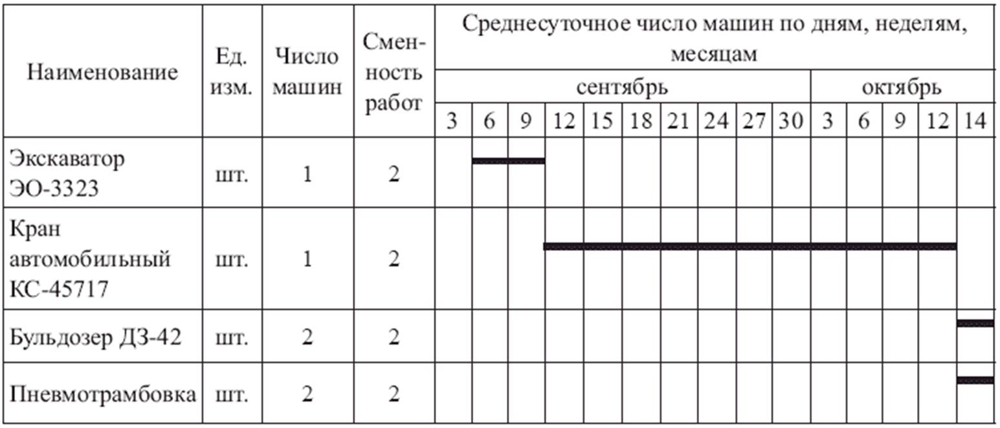 Наименование
Ед.
изм.
Число
машин
Смен-
ность
работ
Среднесуточное число машин по дням, неделям,
месяцам
сентябрь
октябрь
3 6 9 12 15 18 21 24 27 30 3 6 9 12 14
Экскаватор
ЭО-3323
шт. 1 2
Кран
автомобильный
КС-45717
шт. 1 2
Бульдозер ДЗ-42 шт. 2 2
Пневмотрамбовка шт. 2 2